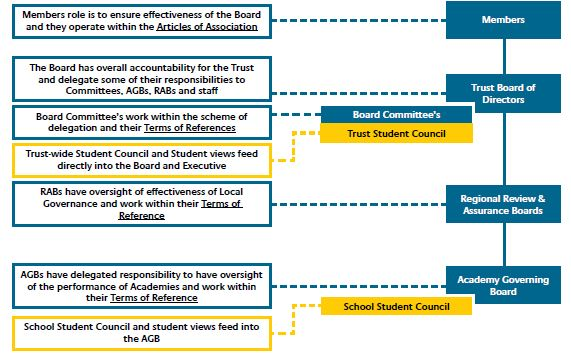 Members role is to ensure effectiveness of the Board
and they operate within the Articles of Association
Members
The Board has overall accountability for the Trust
and delegate some of their responsibilities to
Committees, AGBs, RABs and staff
Trust Board of
Directors
Board Committee's work within the scheme of
delegation and their Terms of References
Board Committee's
Trust Student Council
Trust-wide Student Council and Student views feed
directly into the Board and Executive
RABs have oversight of effectiveness of Local
Governance and work within their Terms of
Reference
Regional Review &
Assurance Boards
AGBs have delegated responsibility to have oversight
of the performance of Academies and work within
their Terms of Reference
Academy Governing
Board
School Student Council
School Student Council and student views feed into
the AGB